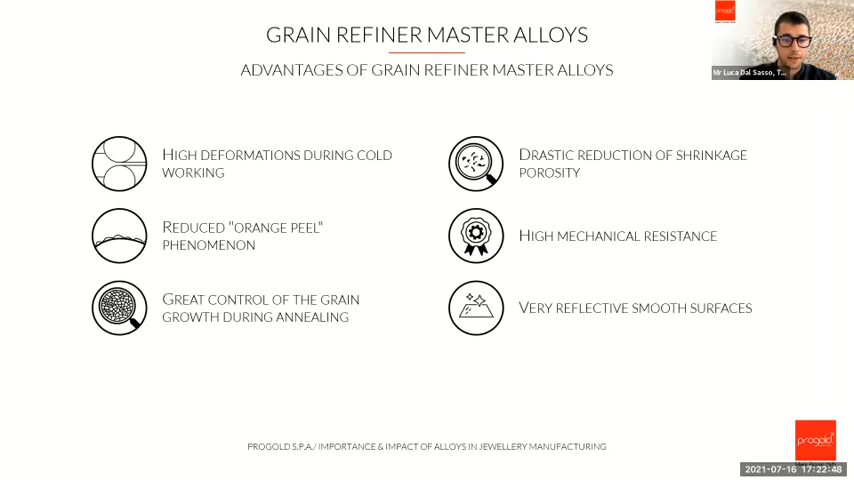 GRAIN REFINER MASTER ALLOYS
ADVANTAGES OF GRAIN REFINER MASTER ALLOYS
Mr Luca Dal Sasso, T...
HIGH DEFORMATIONS DURING COLD
WORKING
REDUCED "ORANGE PEEL"
PHENOMENON
GREAT CONTROL OF THE GRAIN
GROWTH DURING ANNEALING
DRASTIC REDUCTION OF SHRINKAGE
POROSITY
HIGH MECHANICAL RESISTANCE
VERY REFLECTIVE SMOOTH SURFACES
PROGOLD S.P.A./ IMPORTANCE & IMPACT OF ALLOYS IN JEWELLERY MANUFACTURING
progold
2021-07-16 17:22:48